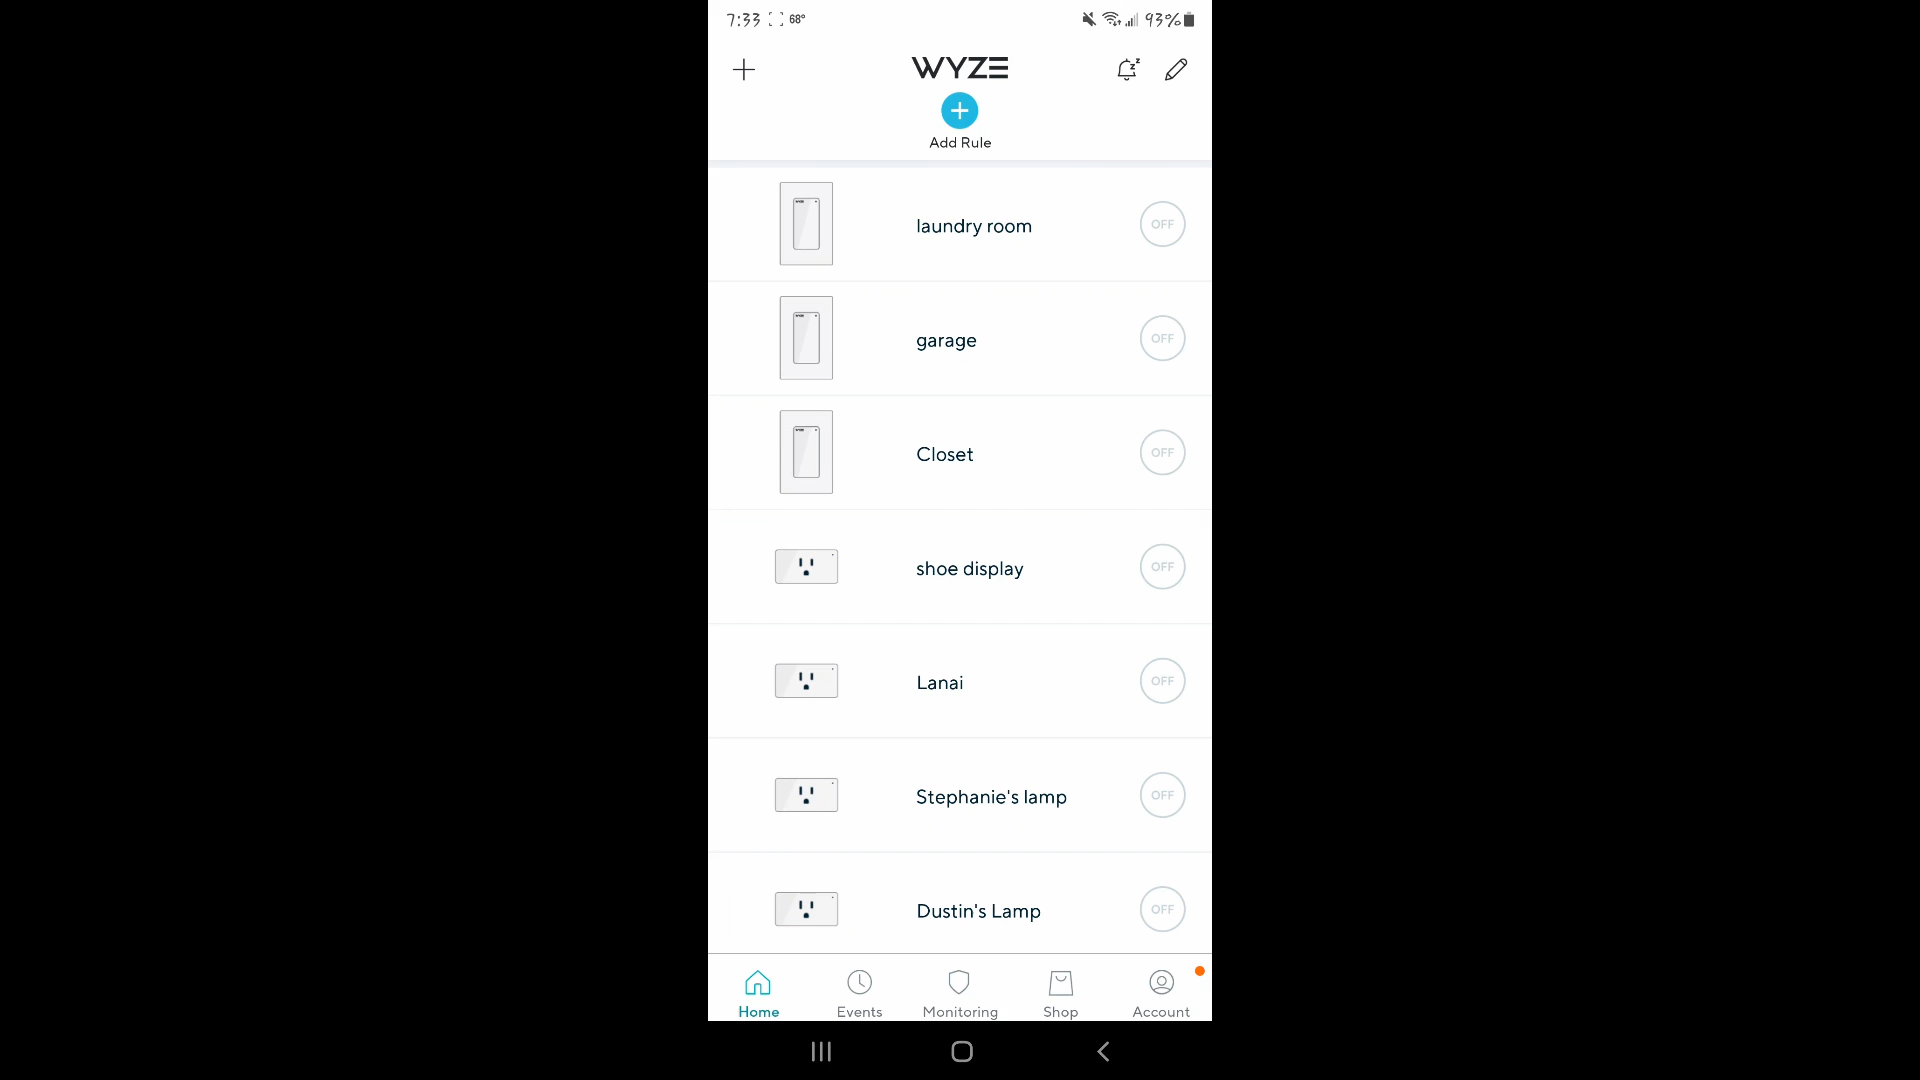 7:33 68° 93%
WYZE
Add Rule
laundry room OFF
garage OFF
Closet OFF
shoe display OFF
Lanai OFF
Stephanie's lamp OFF
Dustin's Lamp OFF
Home Events Monitoring Shop Account